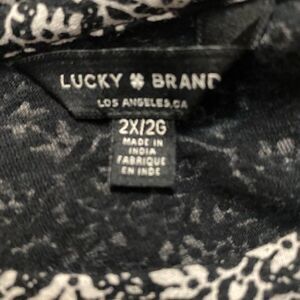 LUCKY BRAND
LOS ANGELES, CA
2X/2G
MADE IN
INDIA
FABRIQUE
EN INDE